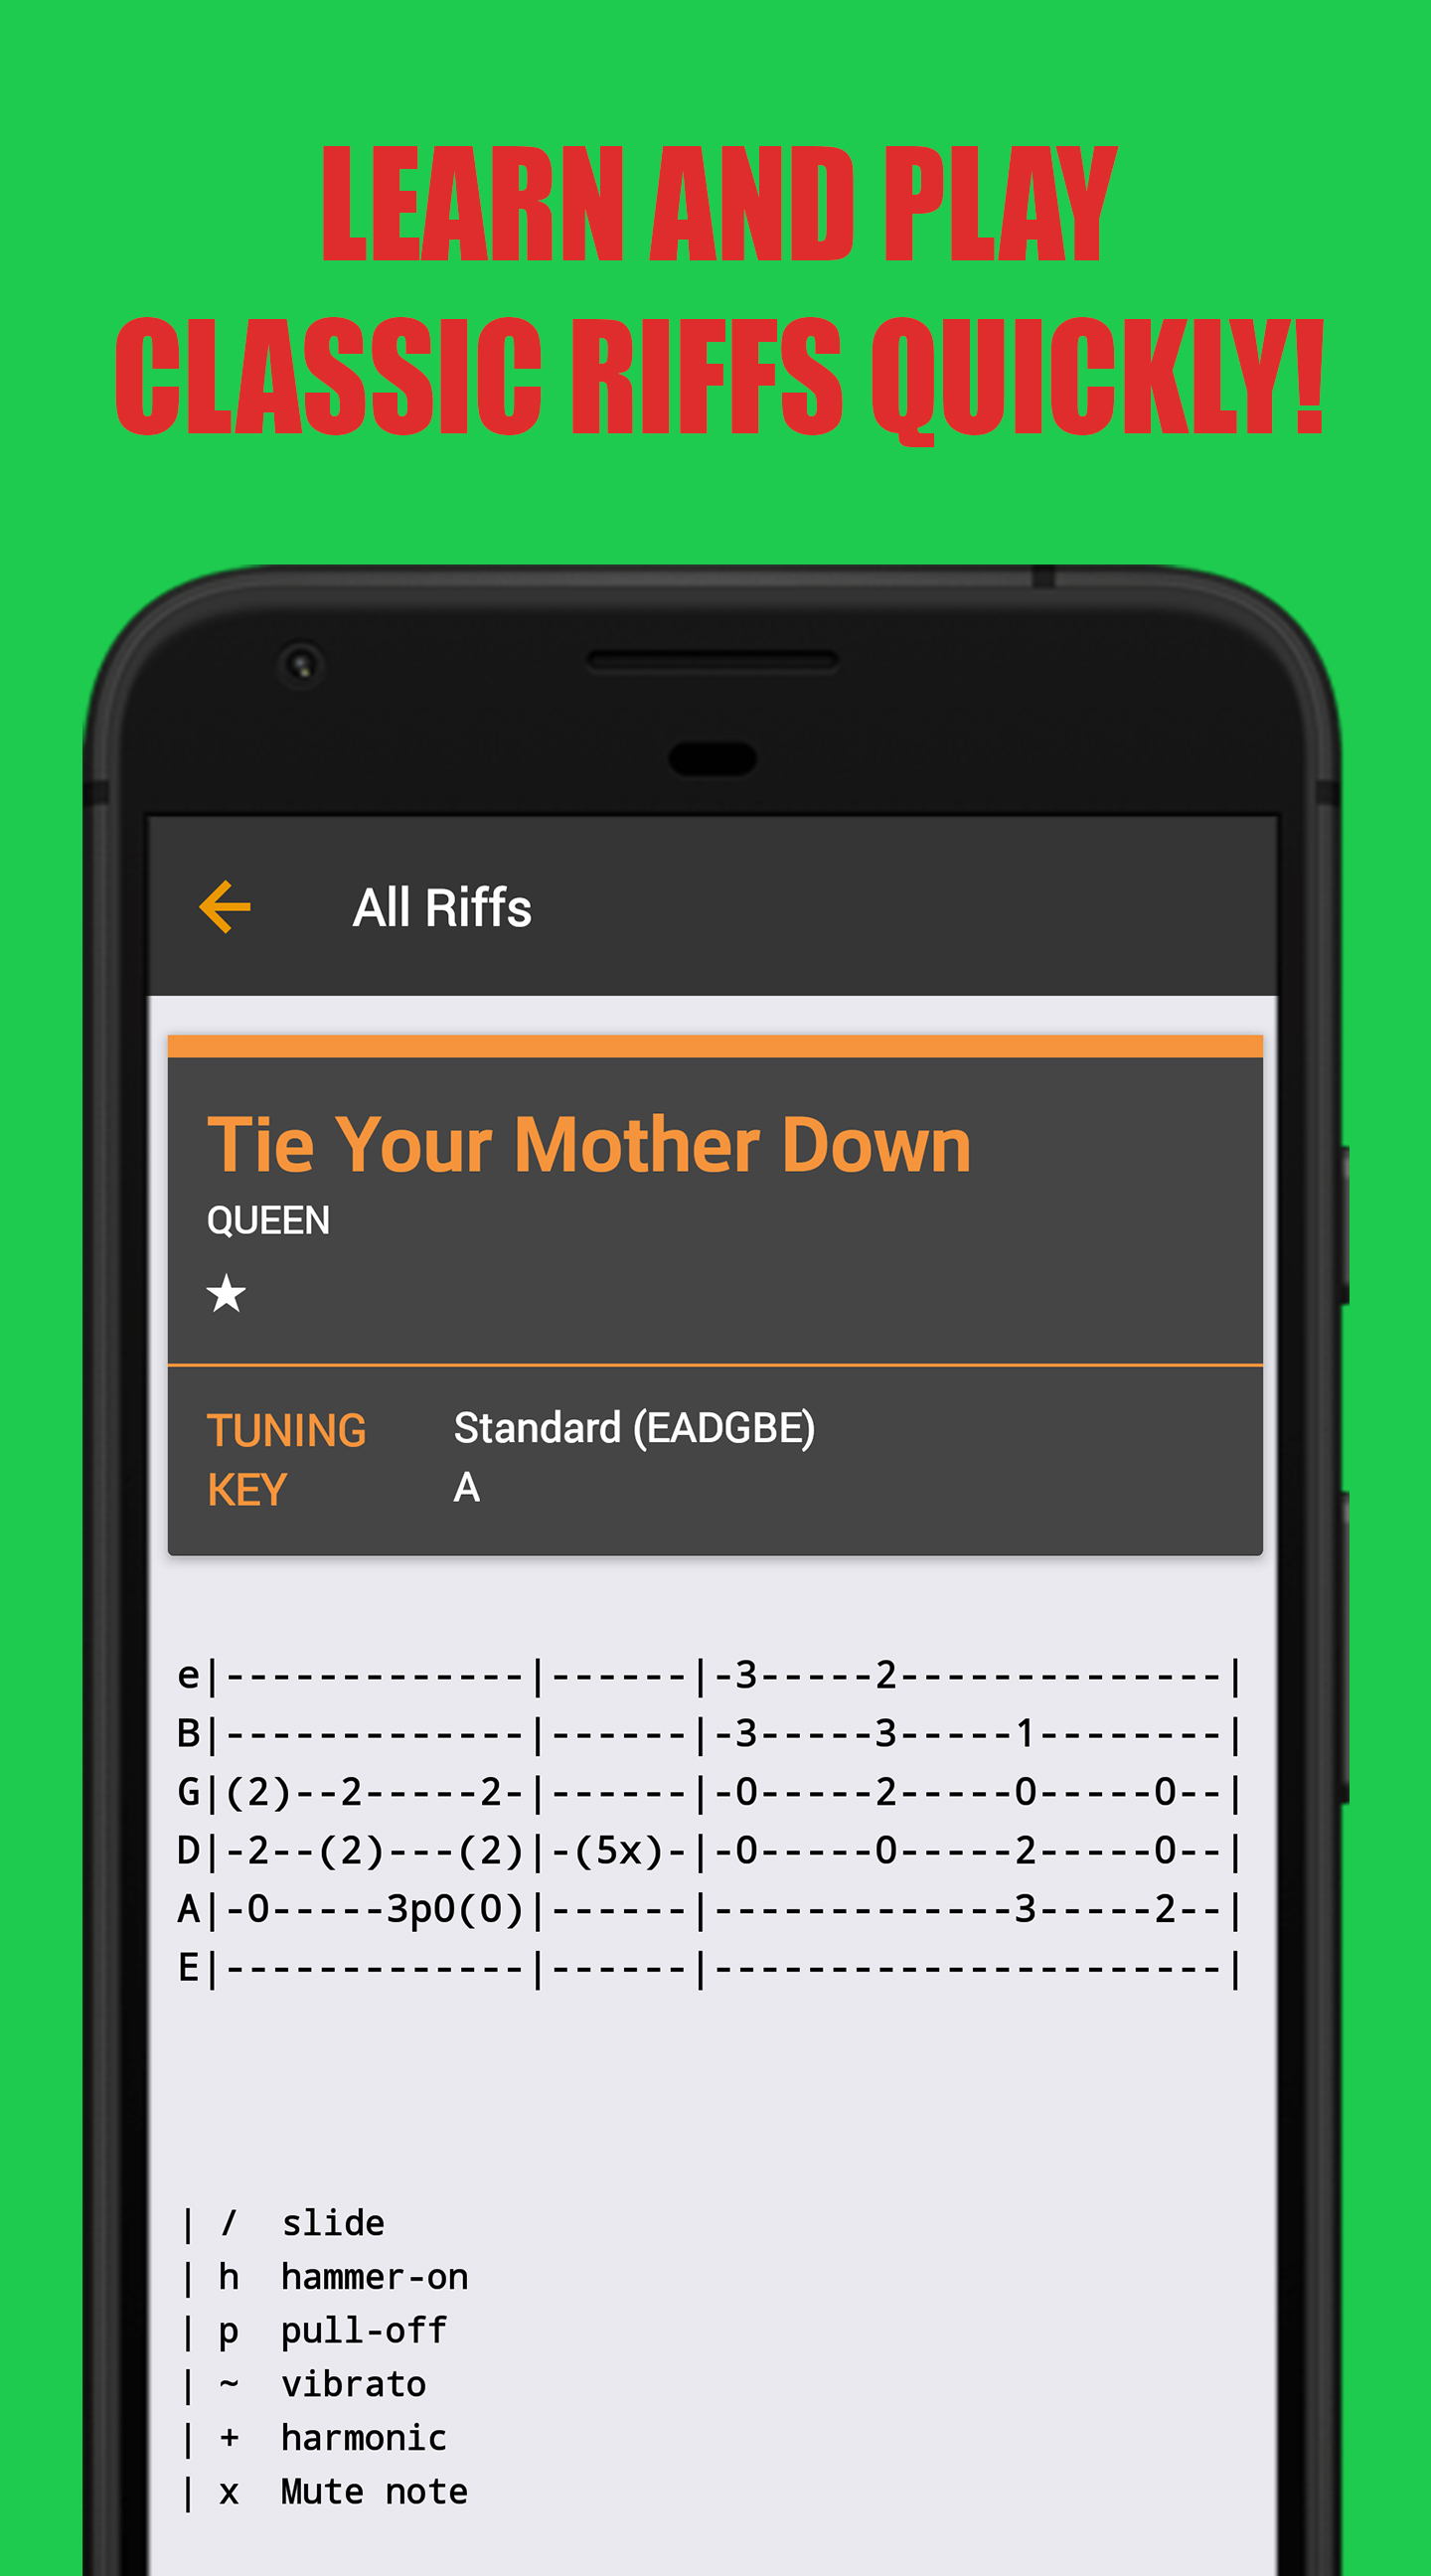 LEARN AND PLAY
CLASSIC RIFFS QUICKLY!
All Riffs
Tie Your Mother Down
QUEEN
TUNING Standard (EADGBE)
KEY A
e|-------------|------|-3-----2--------------|
B|-------------|------|-3-----3-----1--------|
G|(2)--2-----2-|------|-0-----2-----0-----0--|
D|-2--(2)---(2)|-(5x)-|-0-----0-----2-----0--|
A|-0-----3p0(0)|------|-------------3-----2--|
E|-------------|------|----------------------|
| / slide
| h hammer-on
| p pull-off
| ~ vibrato
| + harmonic
| x Mute note